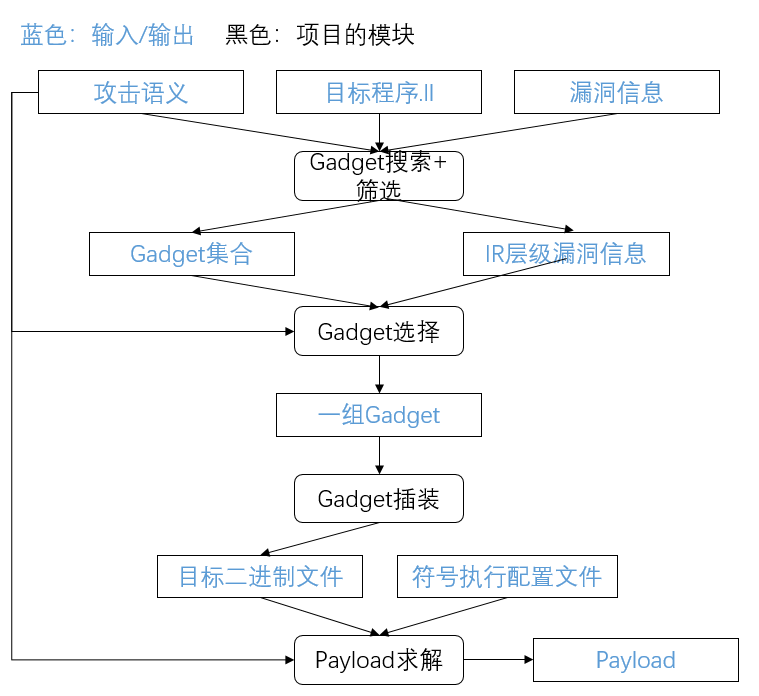 蓝色：输入/输出 黑色：项目的模块
攻击语义
目标程序.ll
漏洞信息
Gadget搜索+
筛选
Gadget集合
IR层级漏洞信息
Gadget选择
一组Gadget
Gadget插装
目标二进制文件
符号执行配置文件
Payload求解
Payload